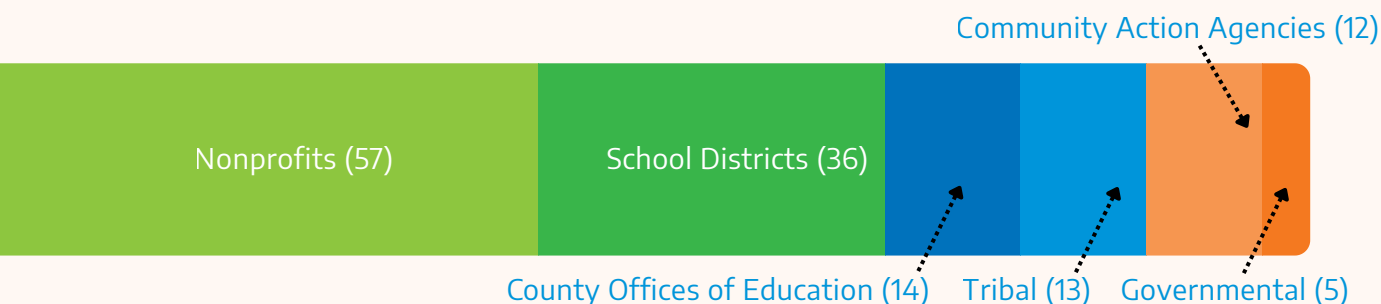 Community Action Agencies (12)
Nonprofits (57)
School Districts (36)
County Offices of Education (14)
Tribal (13)
Governmental (5)